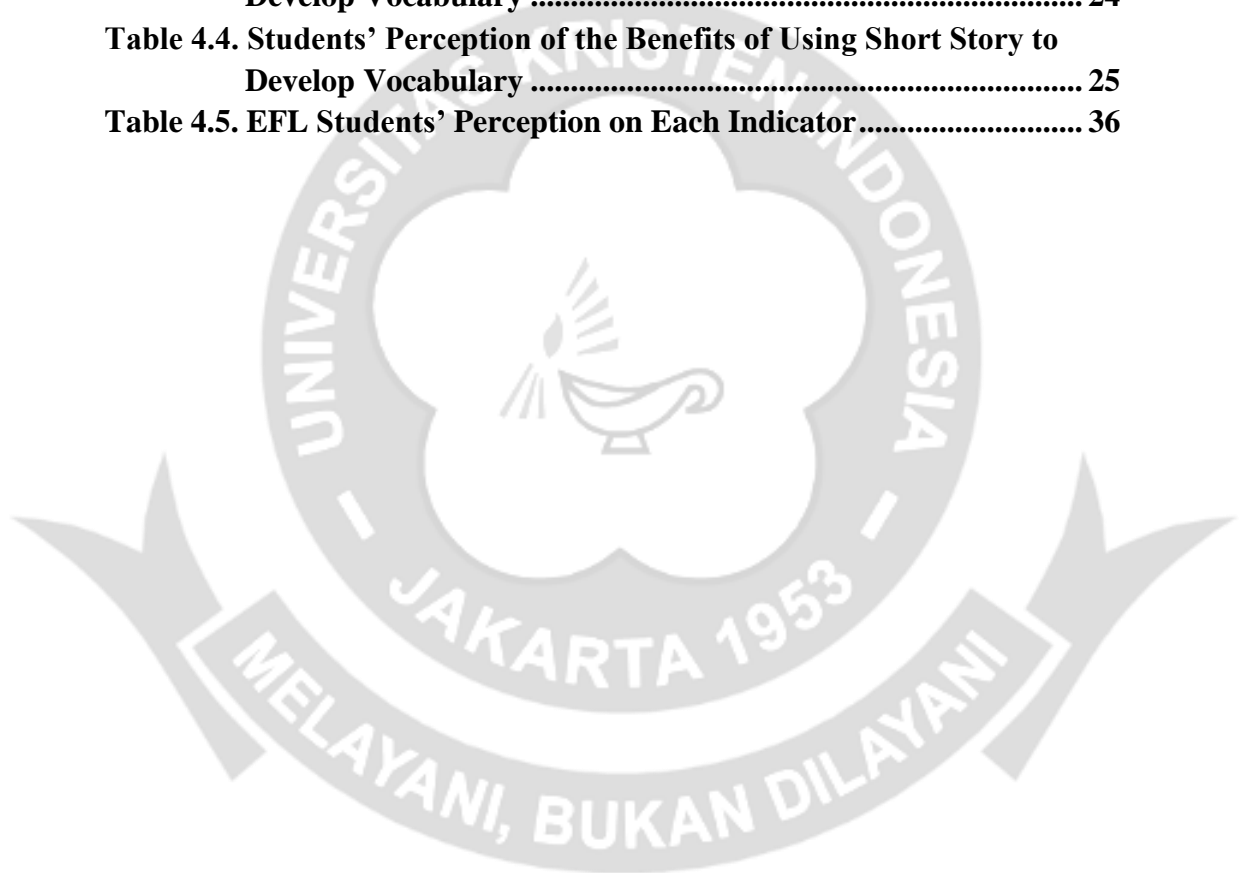 Develop Vocabulary ........................................................................ 24
Table 4.4. Students’ Perception of the Benefits of Using Short Story to
Develop Vocabulary ........................................................................ 25
Table 4.5. EFL Students’ Perception on Each Indicator............................ 36
UNIVERSITAS KRISTEN INDONESIA
JAKARTA 1953
MELAYANI, BUKAN DILAYANI